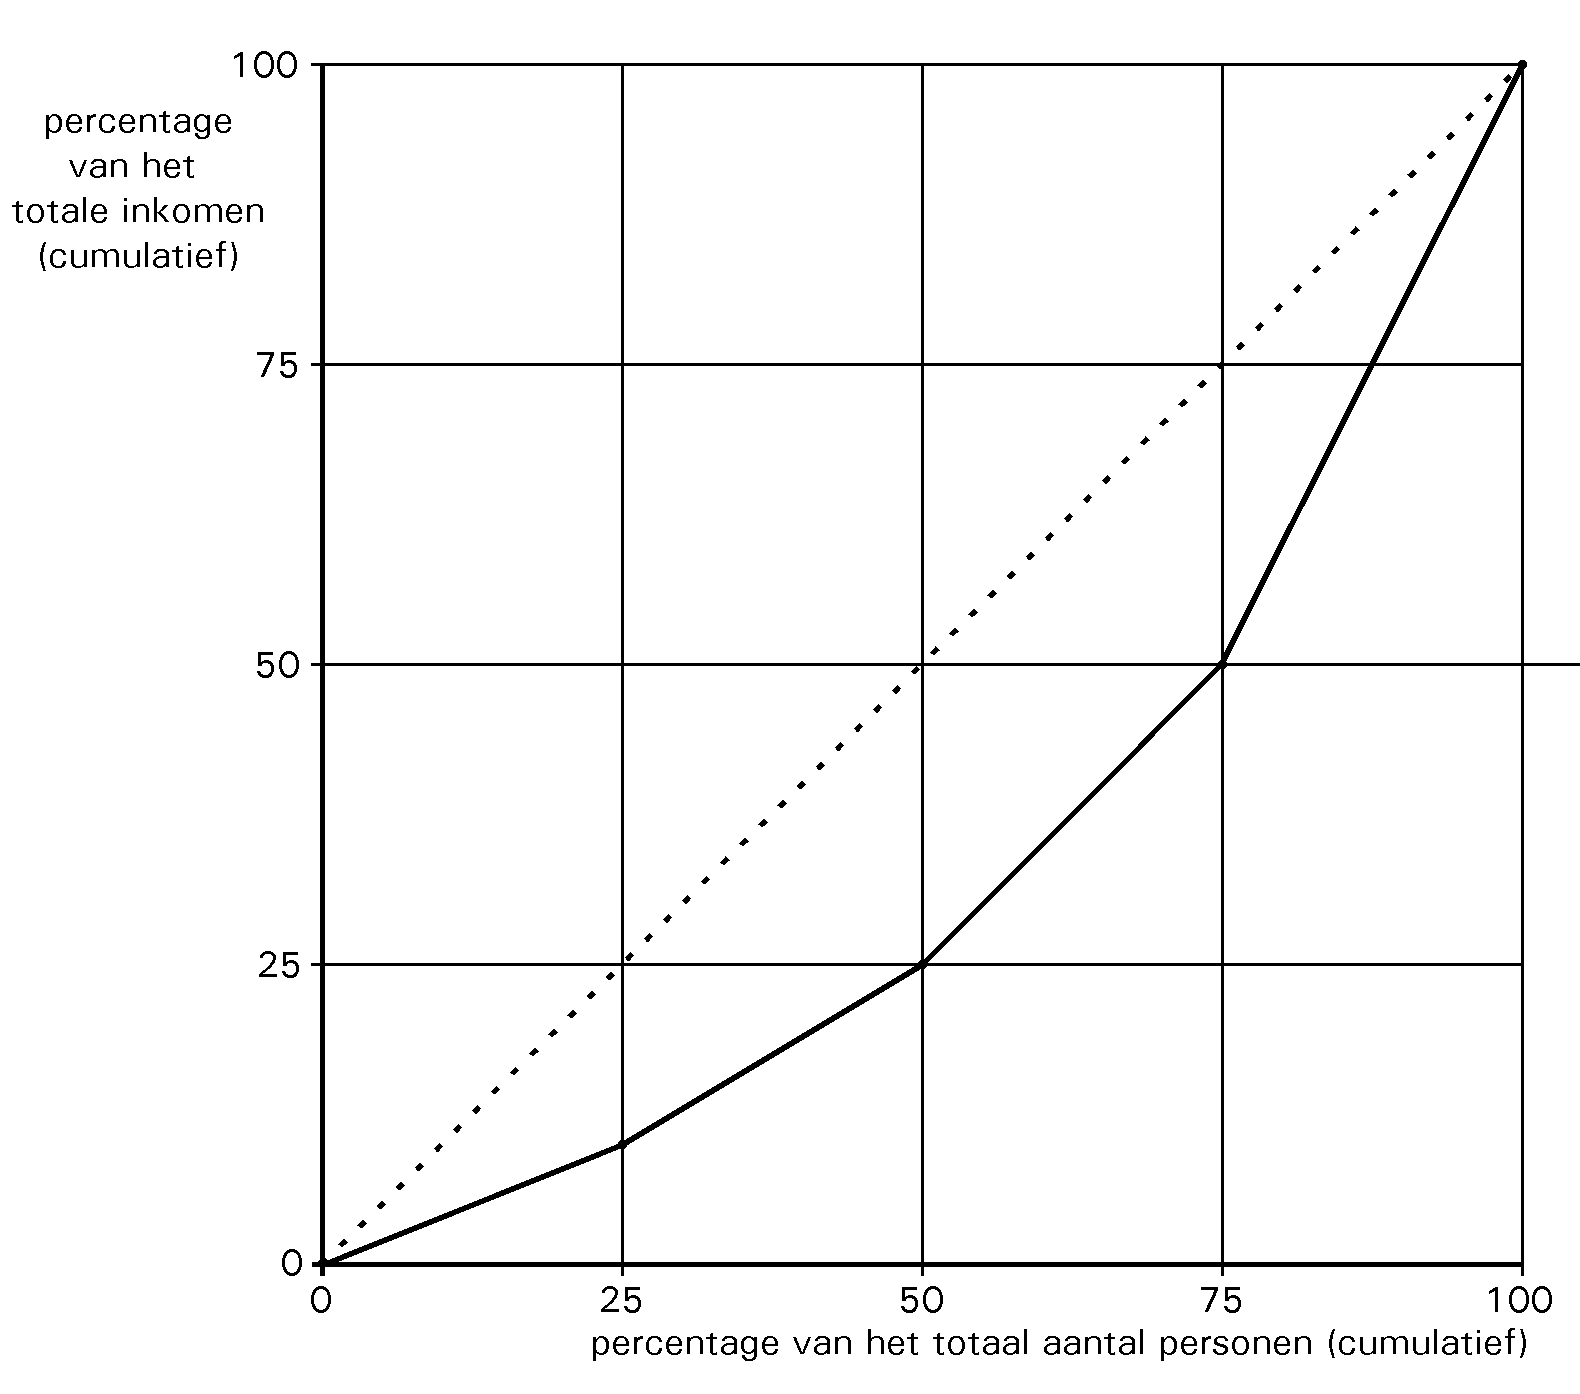 100
percentage
van het
totale inkomen
(cumulatief)
75
50
25
0
0 25 50 75 100
percentage van het totaal aantal personen (cumulatief)